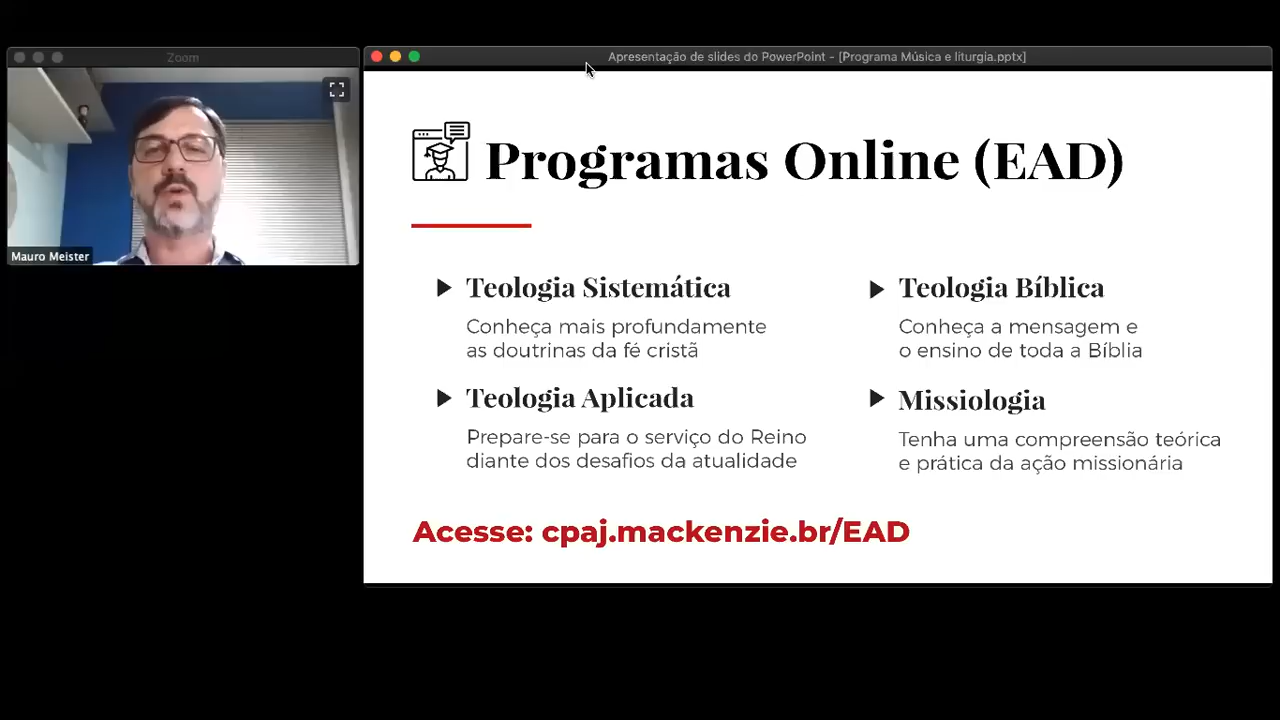 Zoom
Apresentação de slides do PowerPoint - [Programa Música e liturgia.pptx]
Mauro Meister
Programas Online (EAD)
Teologia Sistemática
Conheça mais profundamente
as doutrinas da fé cristã
Teologia Bíblica
Conheça a mensagem e
o ensino de toda a Bíblia
Teologia Aplicada
Prepare-se para o serviço do Reino
diante dos desafios da atualidade
Missiologia
Tenha uma compreensão teórica
e prática da ação missionária
Acesse: cpaj.mackenzie.br/EAD